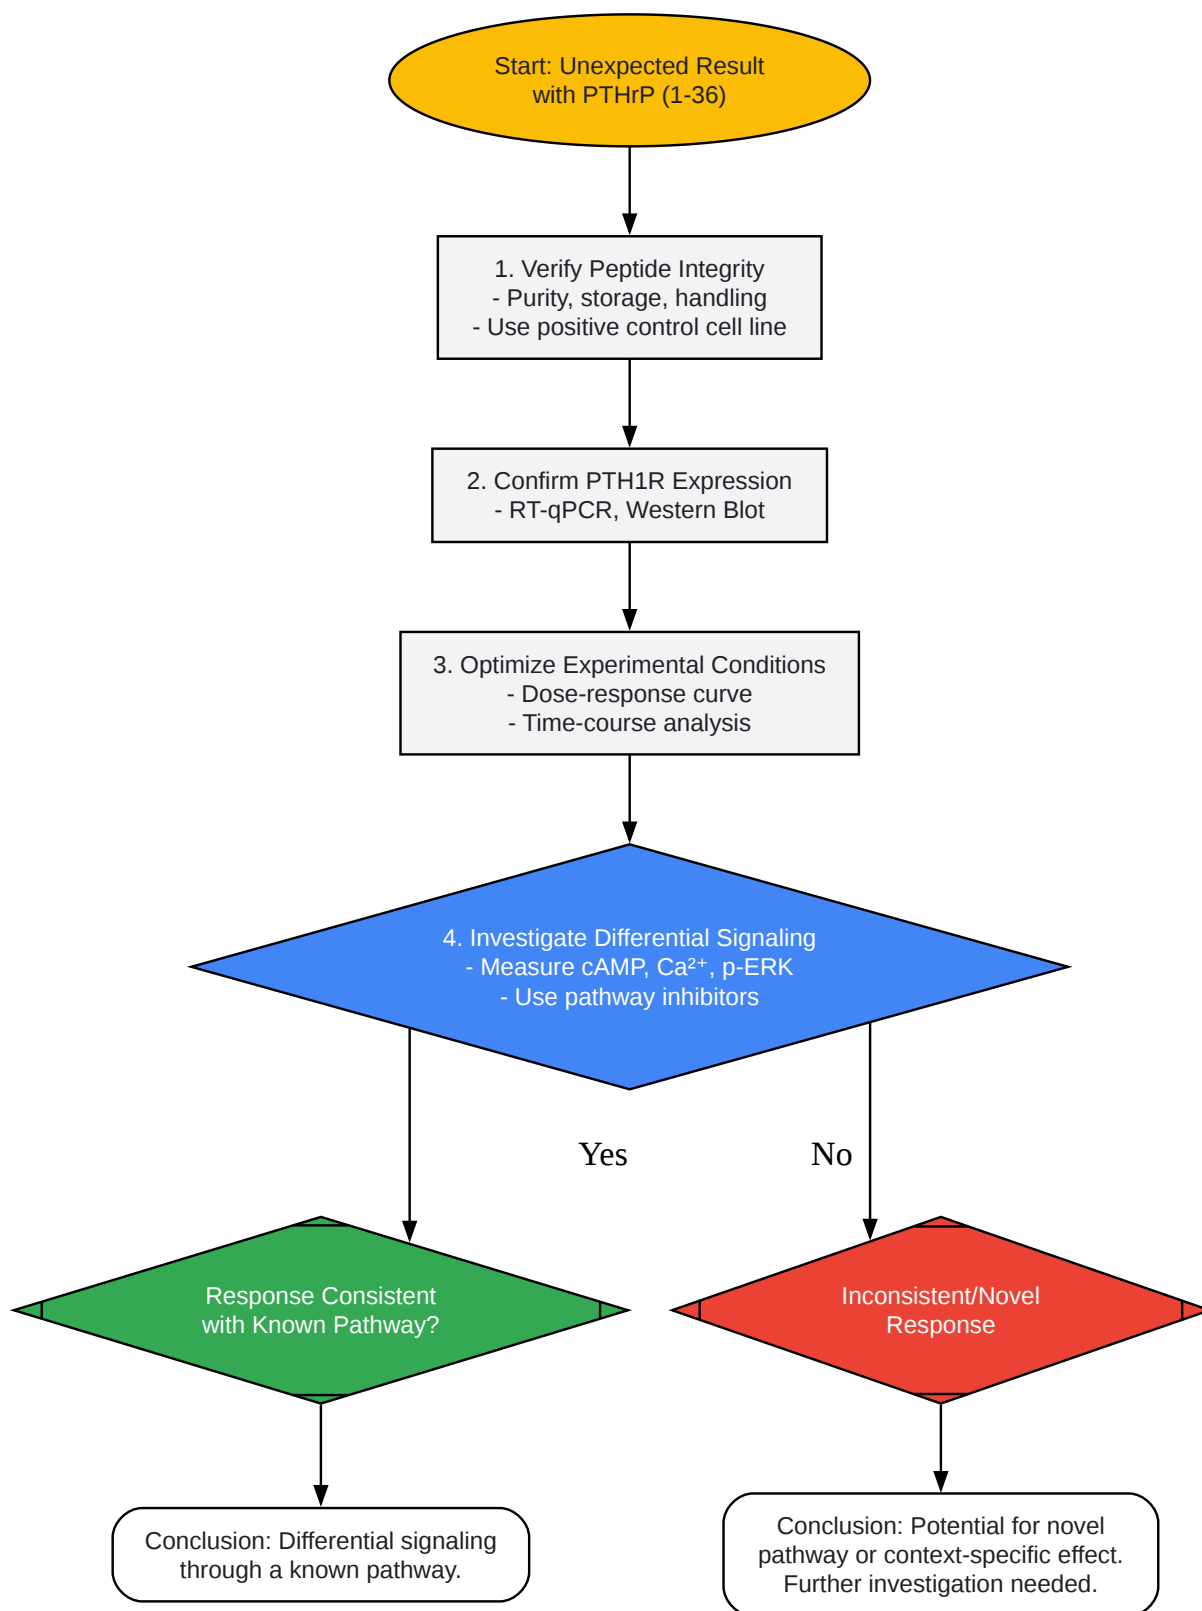 Start: Unexpected Result
with PTHrP (1-36)
1. Verify Peptide Integrity
- Purity, storage, handling
- Use positive control cell line
2. Confirm PTH1R Expression
- RT-qPCR, Western Blot
3. Optimize Experimental Conditions
- Dose-response curve
- Time-course analysis
4. Investigate Differential Signaling
- Measure cAMP, Ca²⁺, p-ERK
- Use pathway inhibitors
Yes
No
Response Consistent
with Known Pathway?
Inconsistent/Novel
Response
Conclusion: Differential signaling
through a known pathway.
Conclusion: Potential for novel
pathway or context-specific effect.
Further investigation needed.